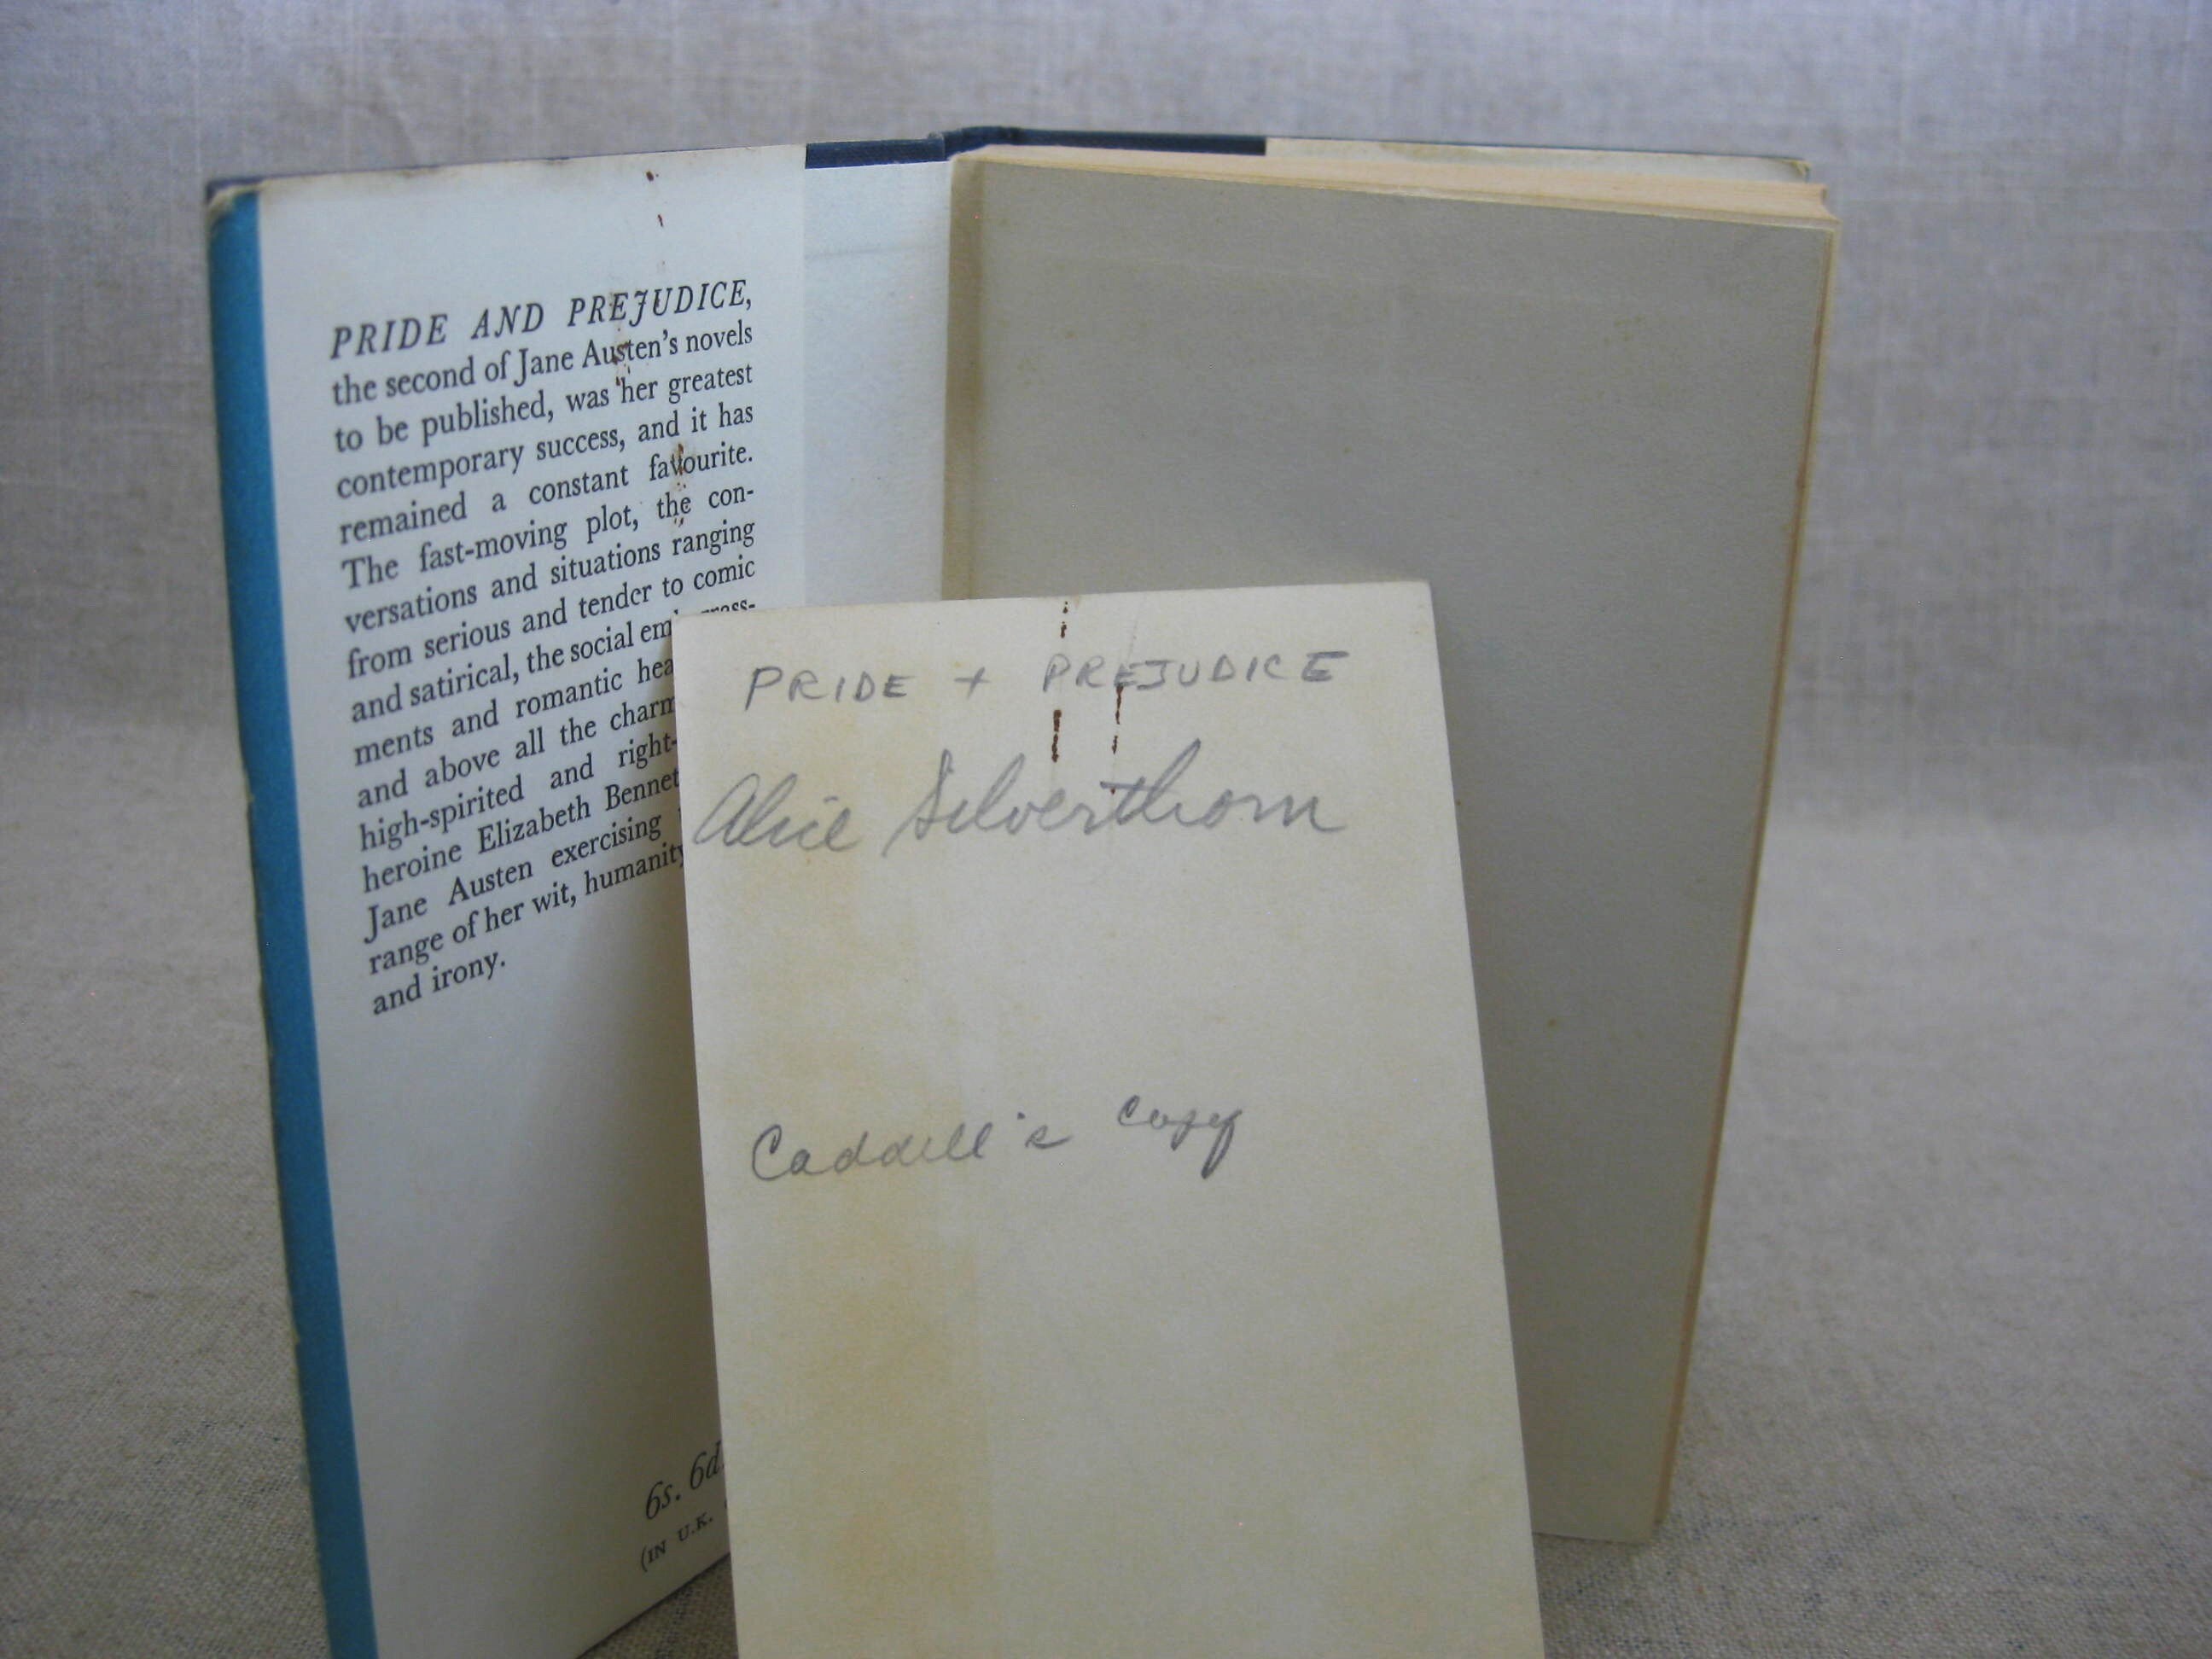 PRIDE AND PREJUDICE,
the second of Jane Austen's novels
to be published, was her greatest
contemporary success, and it has
remained a constant favourite.
The fast-moving plot, the con-
versations and situations ranging
from serious and tender to comic
and satirical, the social
ments and romantic
and above all the
high-spirited and right-
heroine Elizabeth Bennet
Jane Austen exercising
range of her wit, humanity
and irony.
6s. 6d.
(IN U.K.
PRIDE + PREJUDICE
Alice Silverthorn
Caddell's copy